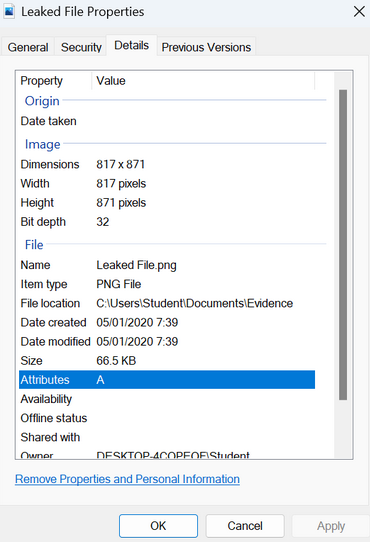 Leaked File Properties
General Security Details Previous Versions
Property Value
Origin
Date taken
Image
Dimensions 817 x 871
Width 817 pixels
Height 871 pixels
Bit depth 32
File
Name Leaked File.png
Item type PNG File
File location C:\Users\Student\Documents\Evidence
Date created 05/01/2020 7:39
Date modified 05/01/2020 7:39
Size 66.5 KB
Attributes A
Availability
Offline status
Shared with
Owner DESKTOP-4COPEOF\Student
Remove Properties and Personal Information
OK Cancel Apply